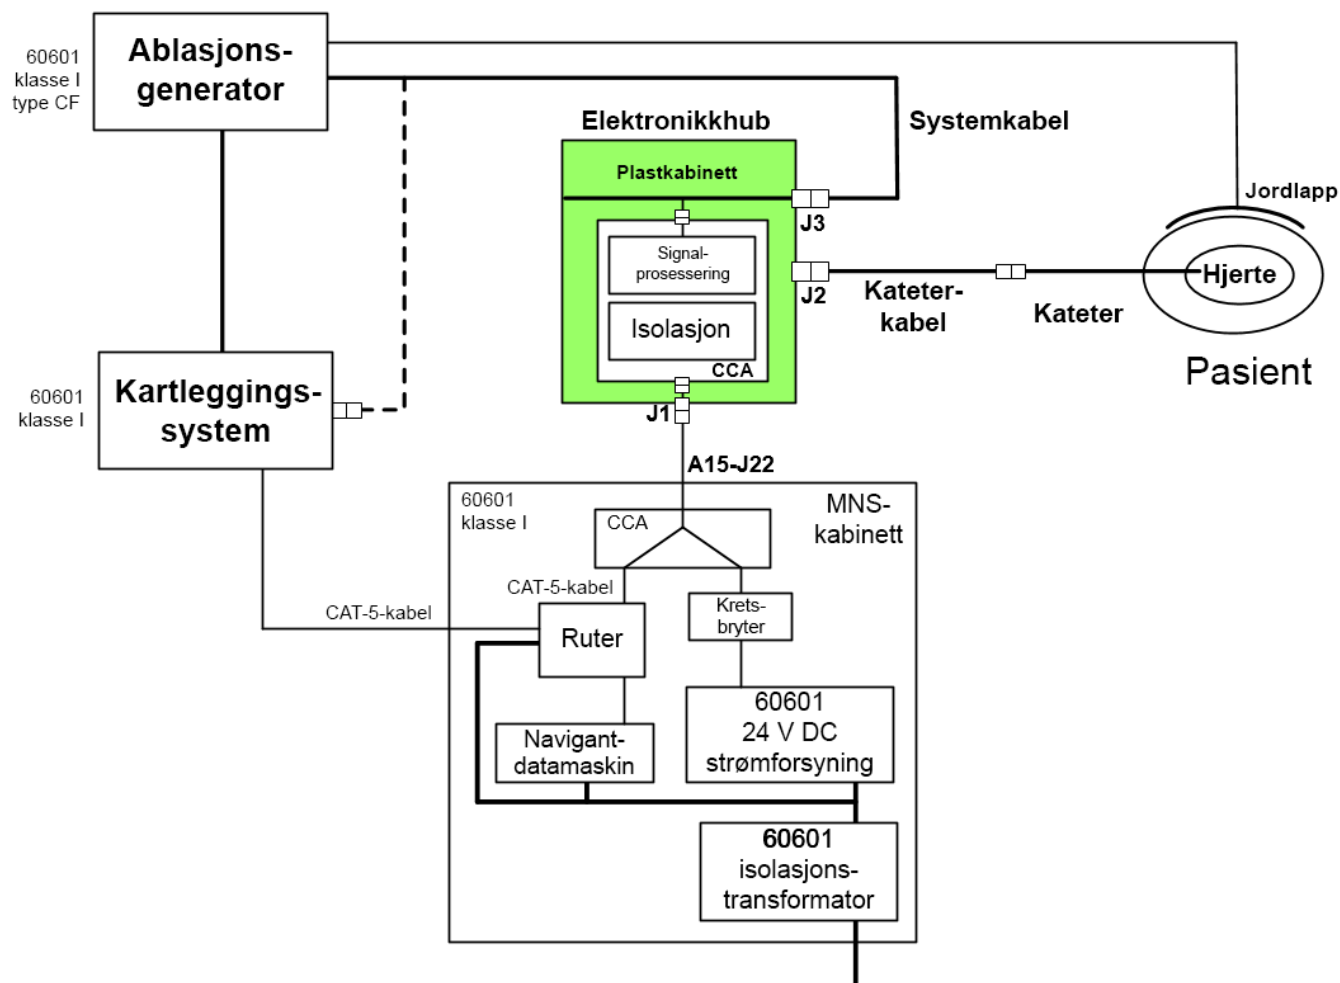 60601
klasse I
type CF
Ablasjons-
generator
Elektronikkhub
Systemkabel
Plastkabinett
J3
Jordlapp
Signal-
prosessering
J2
Kateter-
kabel
Kateter
Hjerte
Isolasjon
CCA
Pasient
60601
klasse I
Kartleggings-
system
J1
A15-J22
60601
klasse I
MNS-
kabinett
CCA
CAT-5-kabel
CAT-5-kabel
Krets-
bryter
Ruter
60601
24 V DC
strømforsyning
Navigant-
datamaskin
60601
isolasjons-
transformator